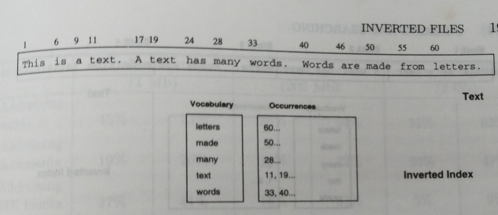 INVERTED FILES
1 6 9 11 17 19 24 28 33 40 46 50 55 60
This is a text. A text has many words. Words are made from letters.
Text
Vocabulary Occurrences
letters 60...
made 50...
many 28...
text 11, 19...
words 33, 40...
Inverted Index